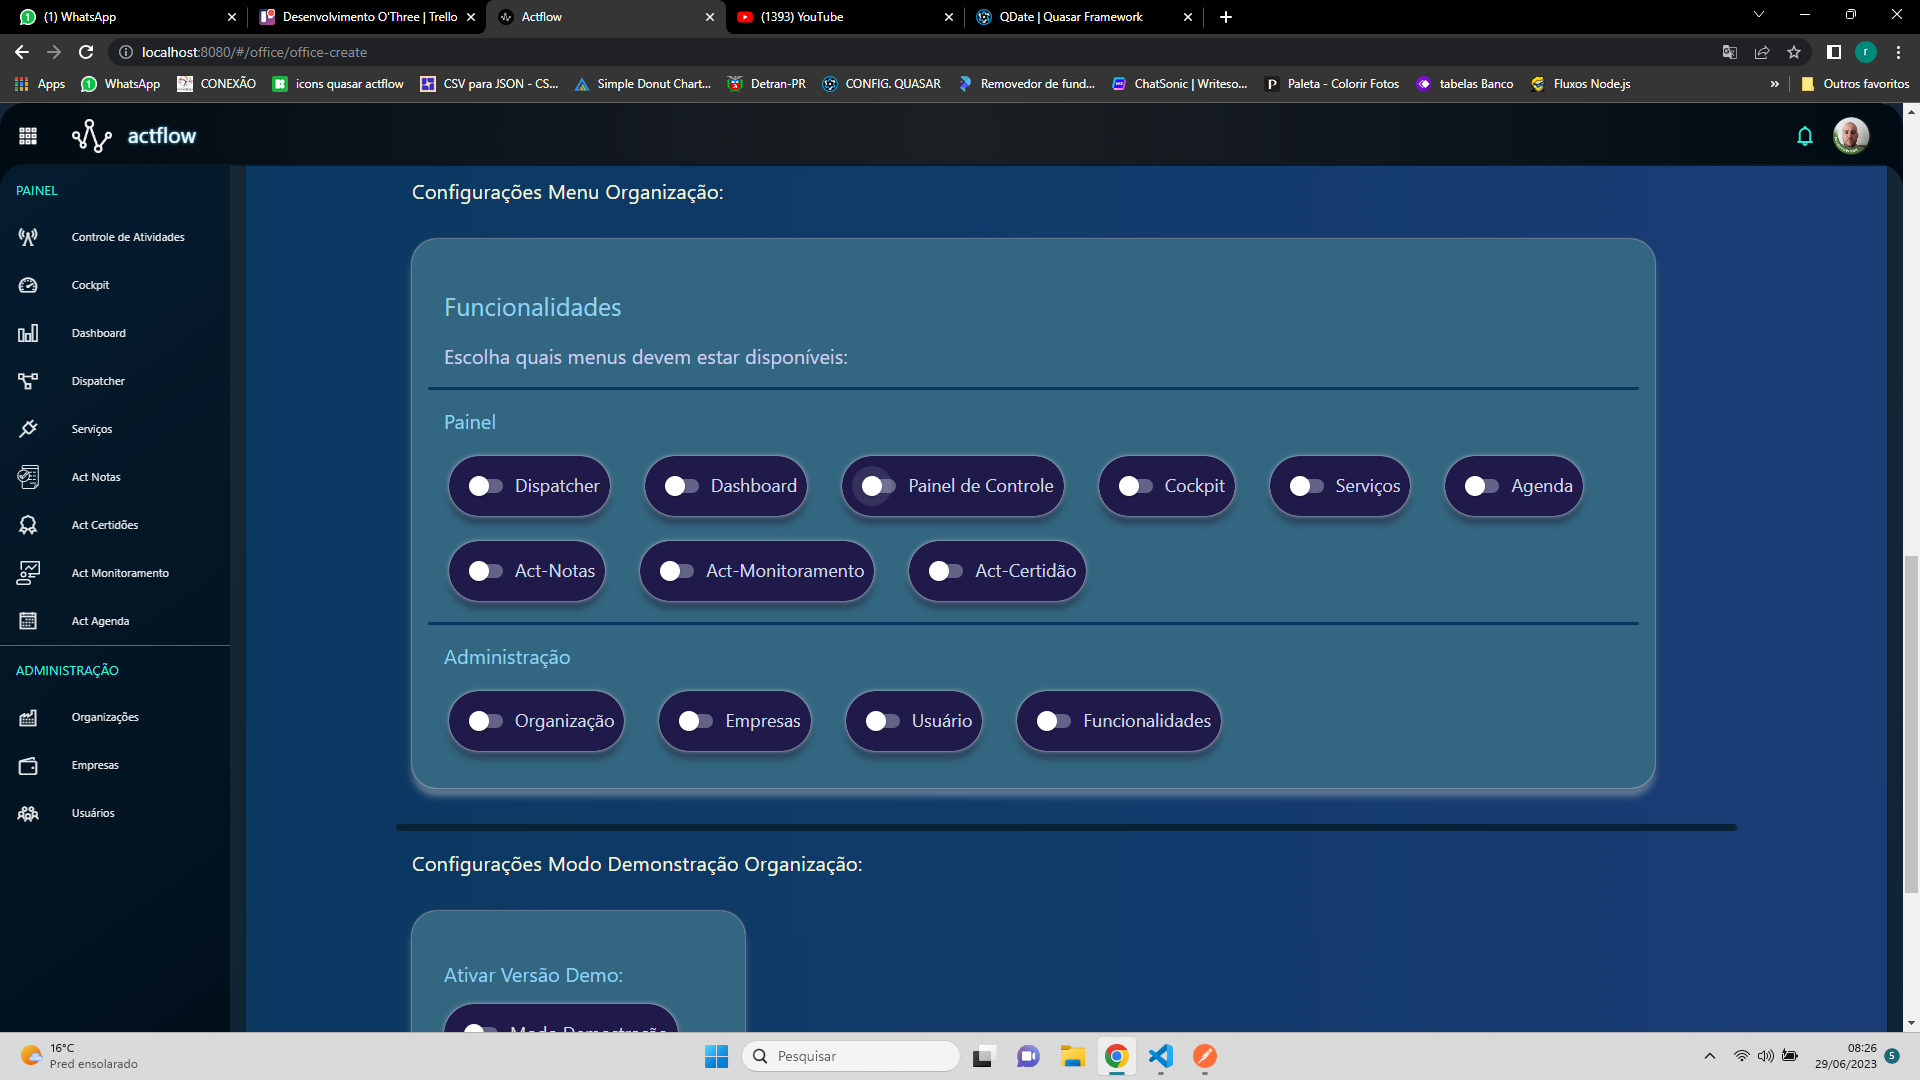 (1) WhatsApp
Desenvolvimento O'Three | Trello
Actflow
(1393) YouTube
QDate | Quasar Framework
localhost:8080/#/office/office-create
r
Apps
WhatsApp
CONEXÃO
icons quasar actflow
CSV para JSON - CS...
Simple Donut Chart...
Detran-PR
CONFIG. QUASAR
Removedor de fund...
ChatSonic | Writeso...
Paleta - Colorir Fotos
tabelas Banco
Fluxos Node.js
»
Outros favoritos
actflow
PAINEL
Controle de Atividades
Cockpit
Dashboard
Dispatcher
Serviços
Act Notas
Act Certidões
Act Monitoramento
Act Agenda
ADMINISTRAÇÃO
Organizações
Empresas
Usuários
Configurações Menu Organização:
Funcionalidades
Escolha quais menus devem estar disponíveis:
Painel
Dispatcher
Dashboard
Painel de Controle
Cockpit
Serviços
Agenda
Act-Notas
Act-Monitoramento
Act-Certidão
Administração
Organização
Empresas
Usuário
Funcionalidades
Configurações Modo Demonstração Organização:
Ativar Versão Demo:
Modo Demostração
16°C
Pred ensolarado
Pesquisar
08:26
29/06/2023
5